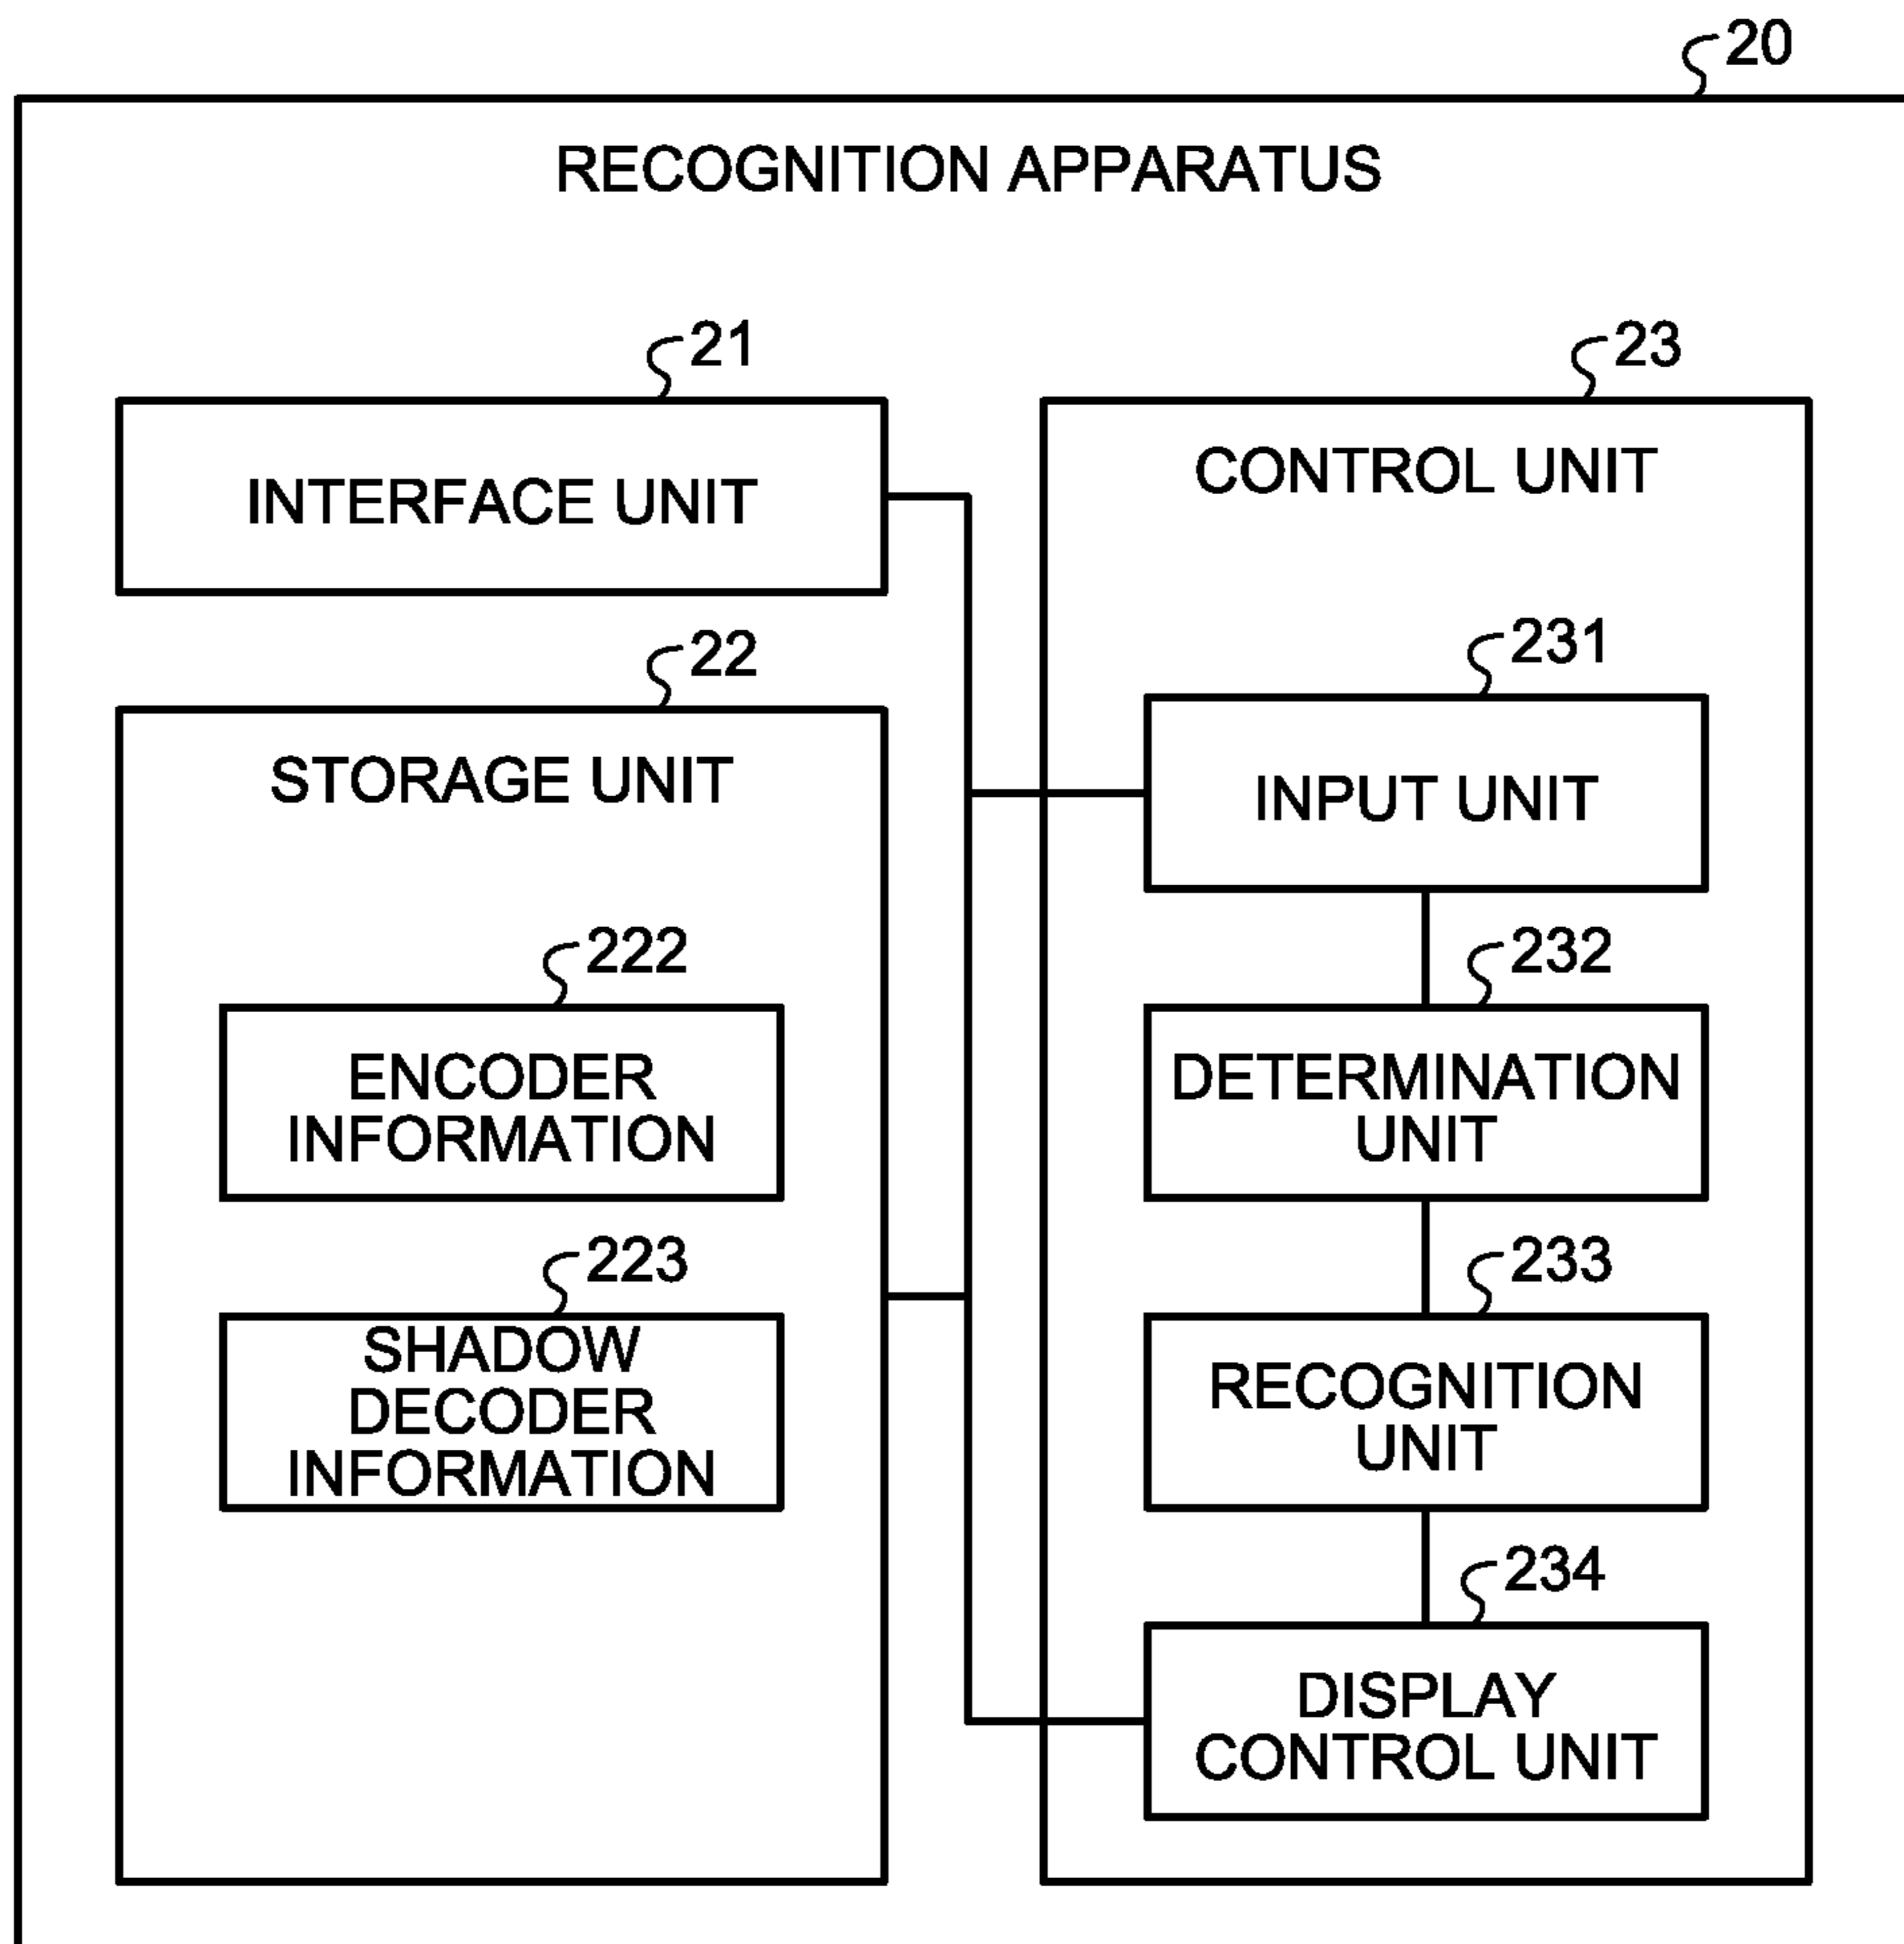 20
RECOGNITION APPARATUS
21
INTERFACE UNIT
22
STORAGE UNIT
222
ENCODER
INFORMATION
223
SHADOW
DECODER
INFORMATION
23
CONTROL UNIT
231
INPUT UNIT
232
DETERMINATION
UNIT
233
RECOGNITION
UNIT
234
DISPLAY
CONTROL UNIT